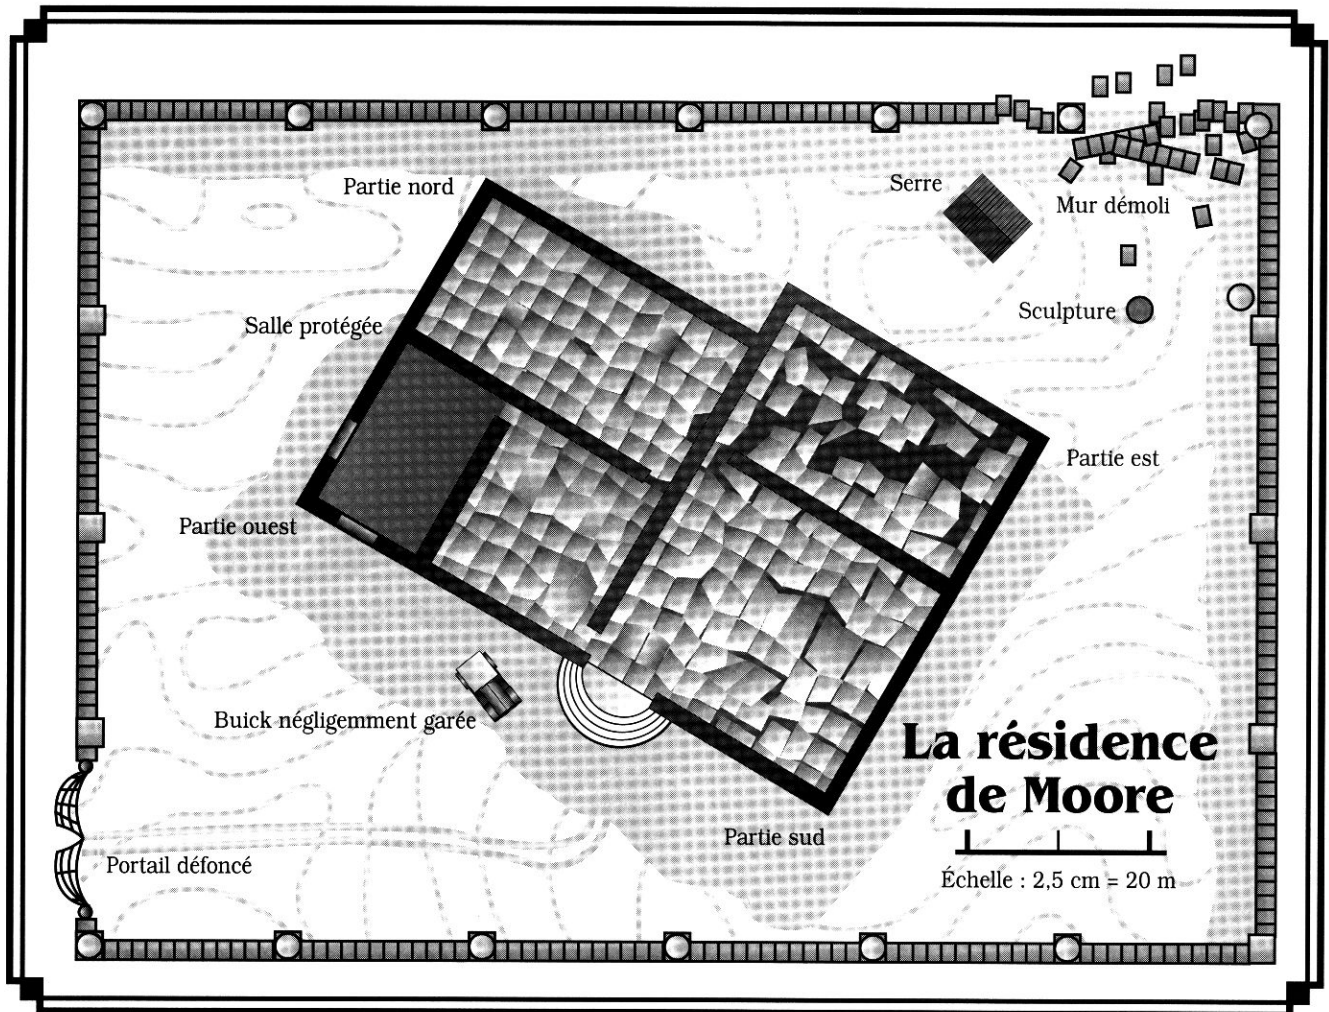 Partie nord
Serre
Mur démoli
Sculpture
Salle protégée
Partie est
Partie ouest
Buick négligemment garée
La résidence
de Moore
Partie sud
Portail défoncé
Échelle : 2,5 cm = 20 m